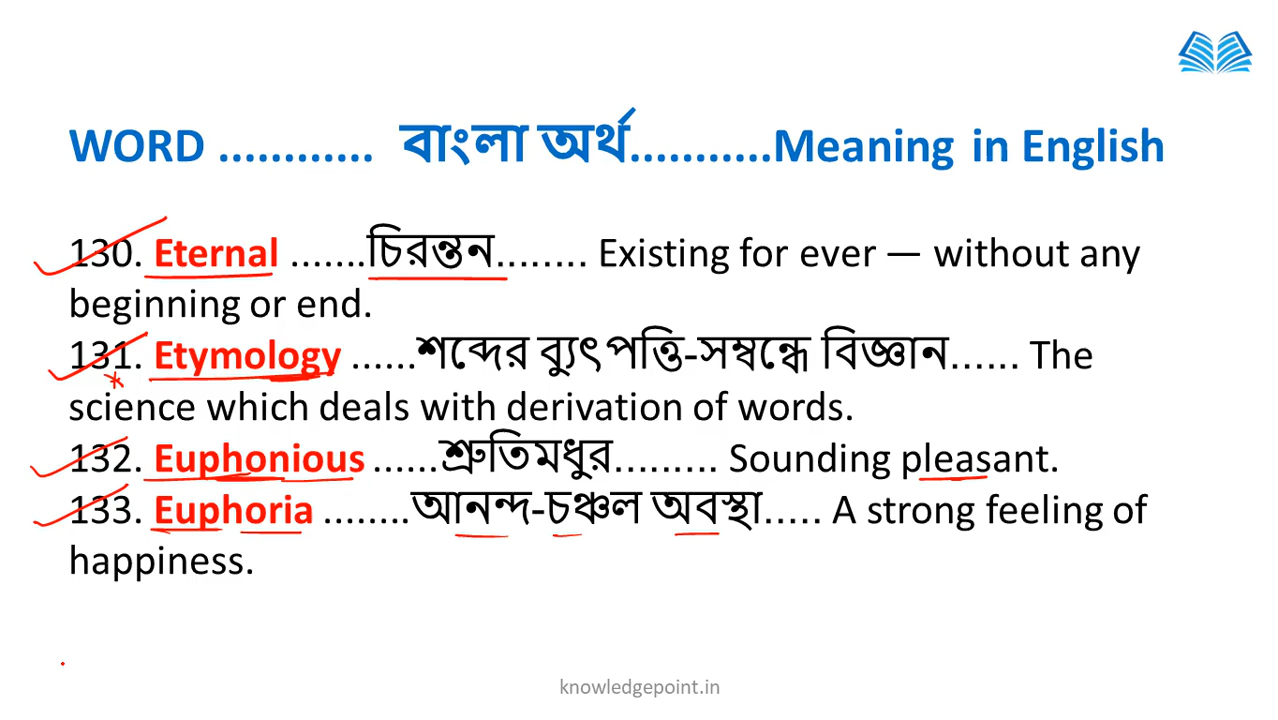 WORD ............ বাংলা অর্থ...........Meaning in English
130. Eternal .......চিরন্তন........ Existing for ever — without any
beginning or end.
131. Etymology ......শব্দের ব্যুৎপত্তি-সম্বন্ধে বিজ্ঞান...... The
science which deals with derivation of words.
132. Euphonious ......শ্রুতিমধুর......... Sounding pleasant.
133. Euphoria ........আনন্দ-চঞ্চল অবস্থা..... A strong feeling of
happiness.
knowledgepoint.in